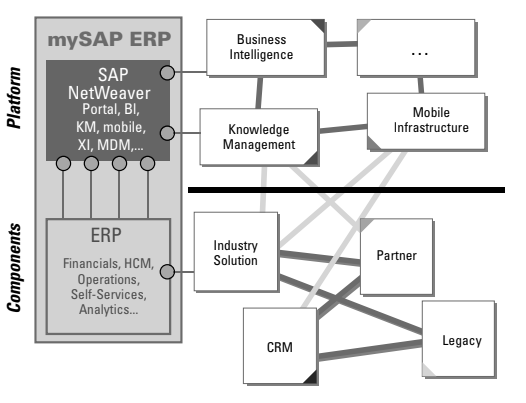 mySAP ERP
Platform
SAP
NetWeaver
Portal, BI,
KM, mobile,
XI, MDM,...
Business
Intelligence
...
Knowledge
Management
Mobile
Infrastructure
Components
ERP
Financials, HCM,
Operations,
Self-Services,
Analytics...
Industry
Solution
Partner
CRM
Legacy